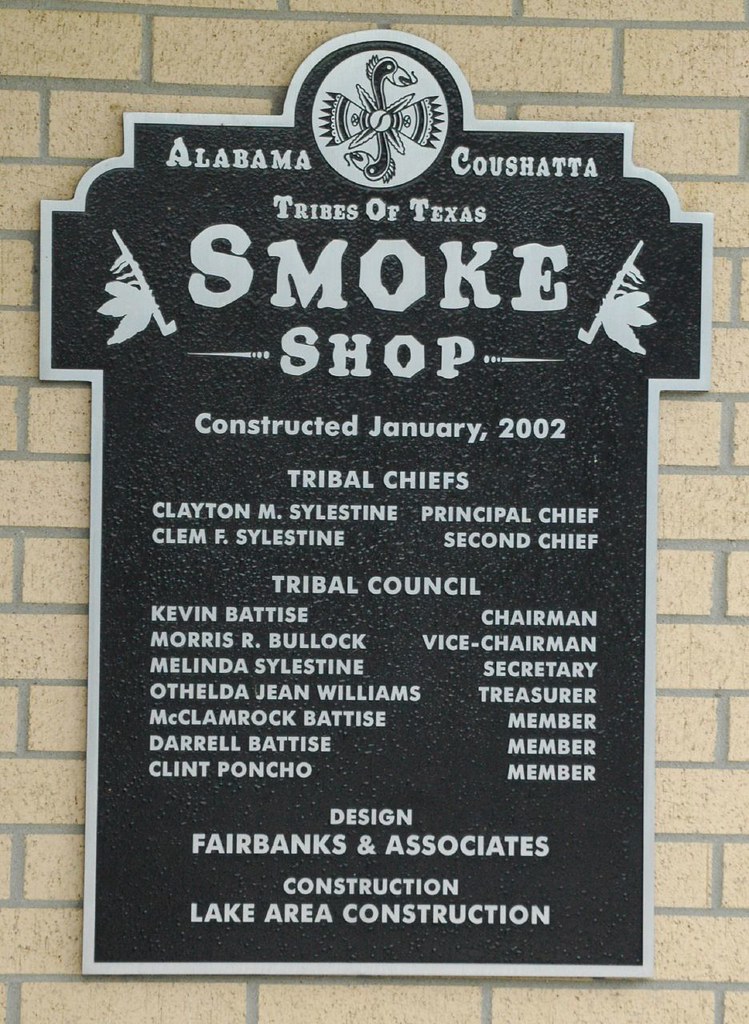 ALABAMA COUSHATTA
TRIBES OF TEXAS
SMOKE
SHOP
Constructed January, 2002
TRIBAL CHIEFS
CLAYTON M. SYLESTINE PRINCIPAL CHIEF
CLEM F. SYLESTINE SECOND CHIEF
TRIBAL COUNCIL
KEVIN BATTISE CHAIRMAN
MORRIS R. BULLOCK VICE-CHAIRMAN
MELINDA SYLESTINE SECRETARY
OTHELDA JEAN WILLIAMS TREASURER
McCLAMROCK BATTISE MEMBER
DARRELL BATTISE MEMBER
CLINT PONCHO MEMBER
DESIGN
FAIRBANKS & ASSOCIATES
CONSTRUCTION
LAKE AREA CONSTRUCTION